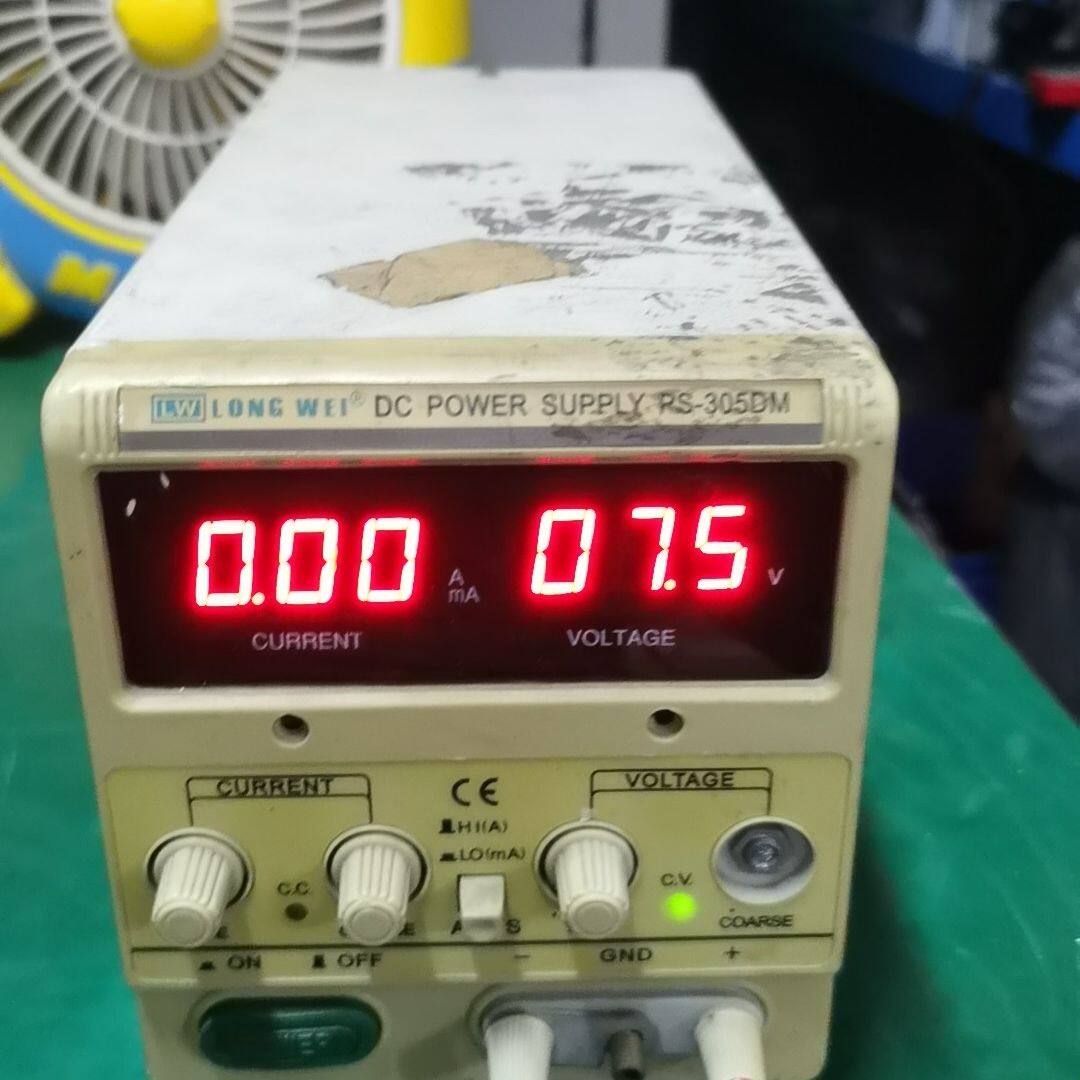 LW LONG WEI® DC POWER SUPPLY PS-305DM
0.00 A mA 07.5 V
CURRENT VOLTAGE
CURRENT CE VOLTAGE
HI(A)
LO(mA)
C.C. C.V.
COARSE
ON OFF - GND +